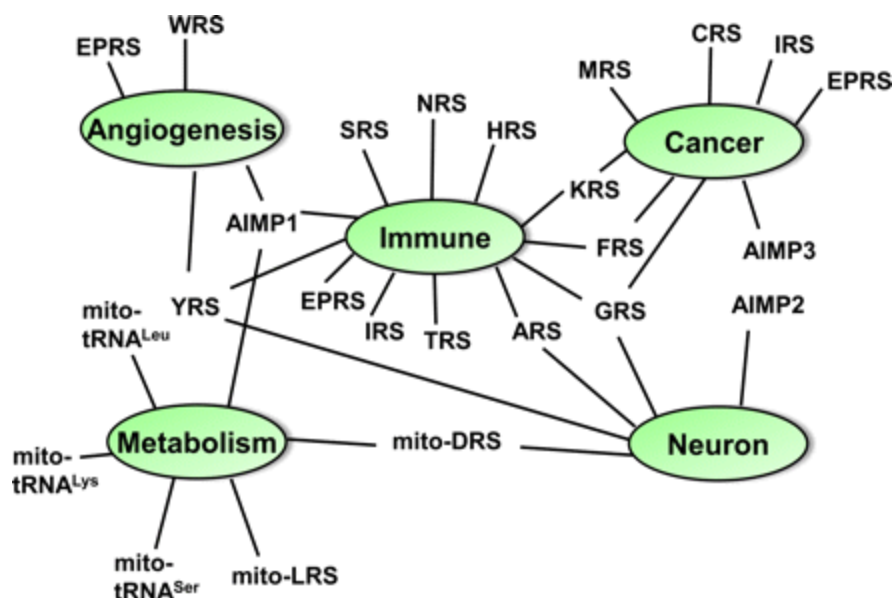 WRS
EPRS
CRS
IRS
MRS
EPRS
Angiogenesis
NRS
SRS
HRS
Cancer
KRS
AIMP1
Immune
FRS
AIMP3
EPRS
mito-
tRNALeu
YRS
IRS
TRS
ARS
GRS
AIMP2
Metabolism
mito-DRS
Neuron
mito-
tRNALys
mito-
tRNASer
mito-LRS